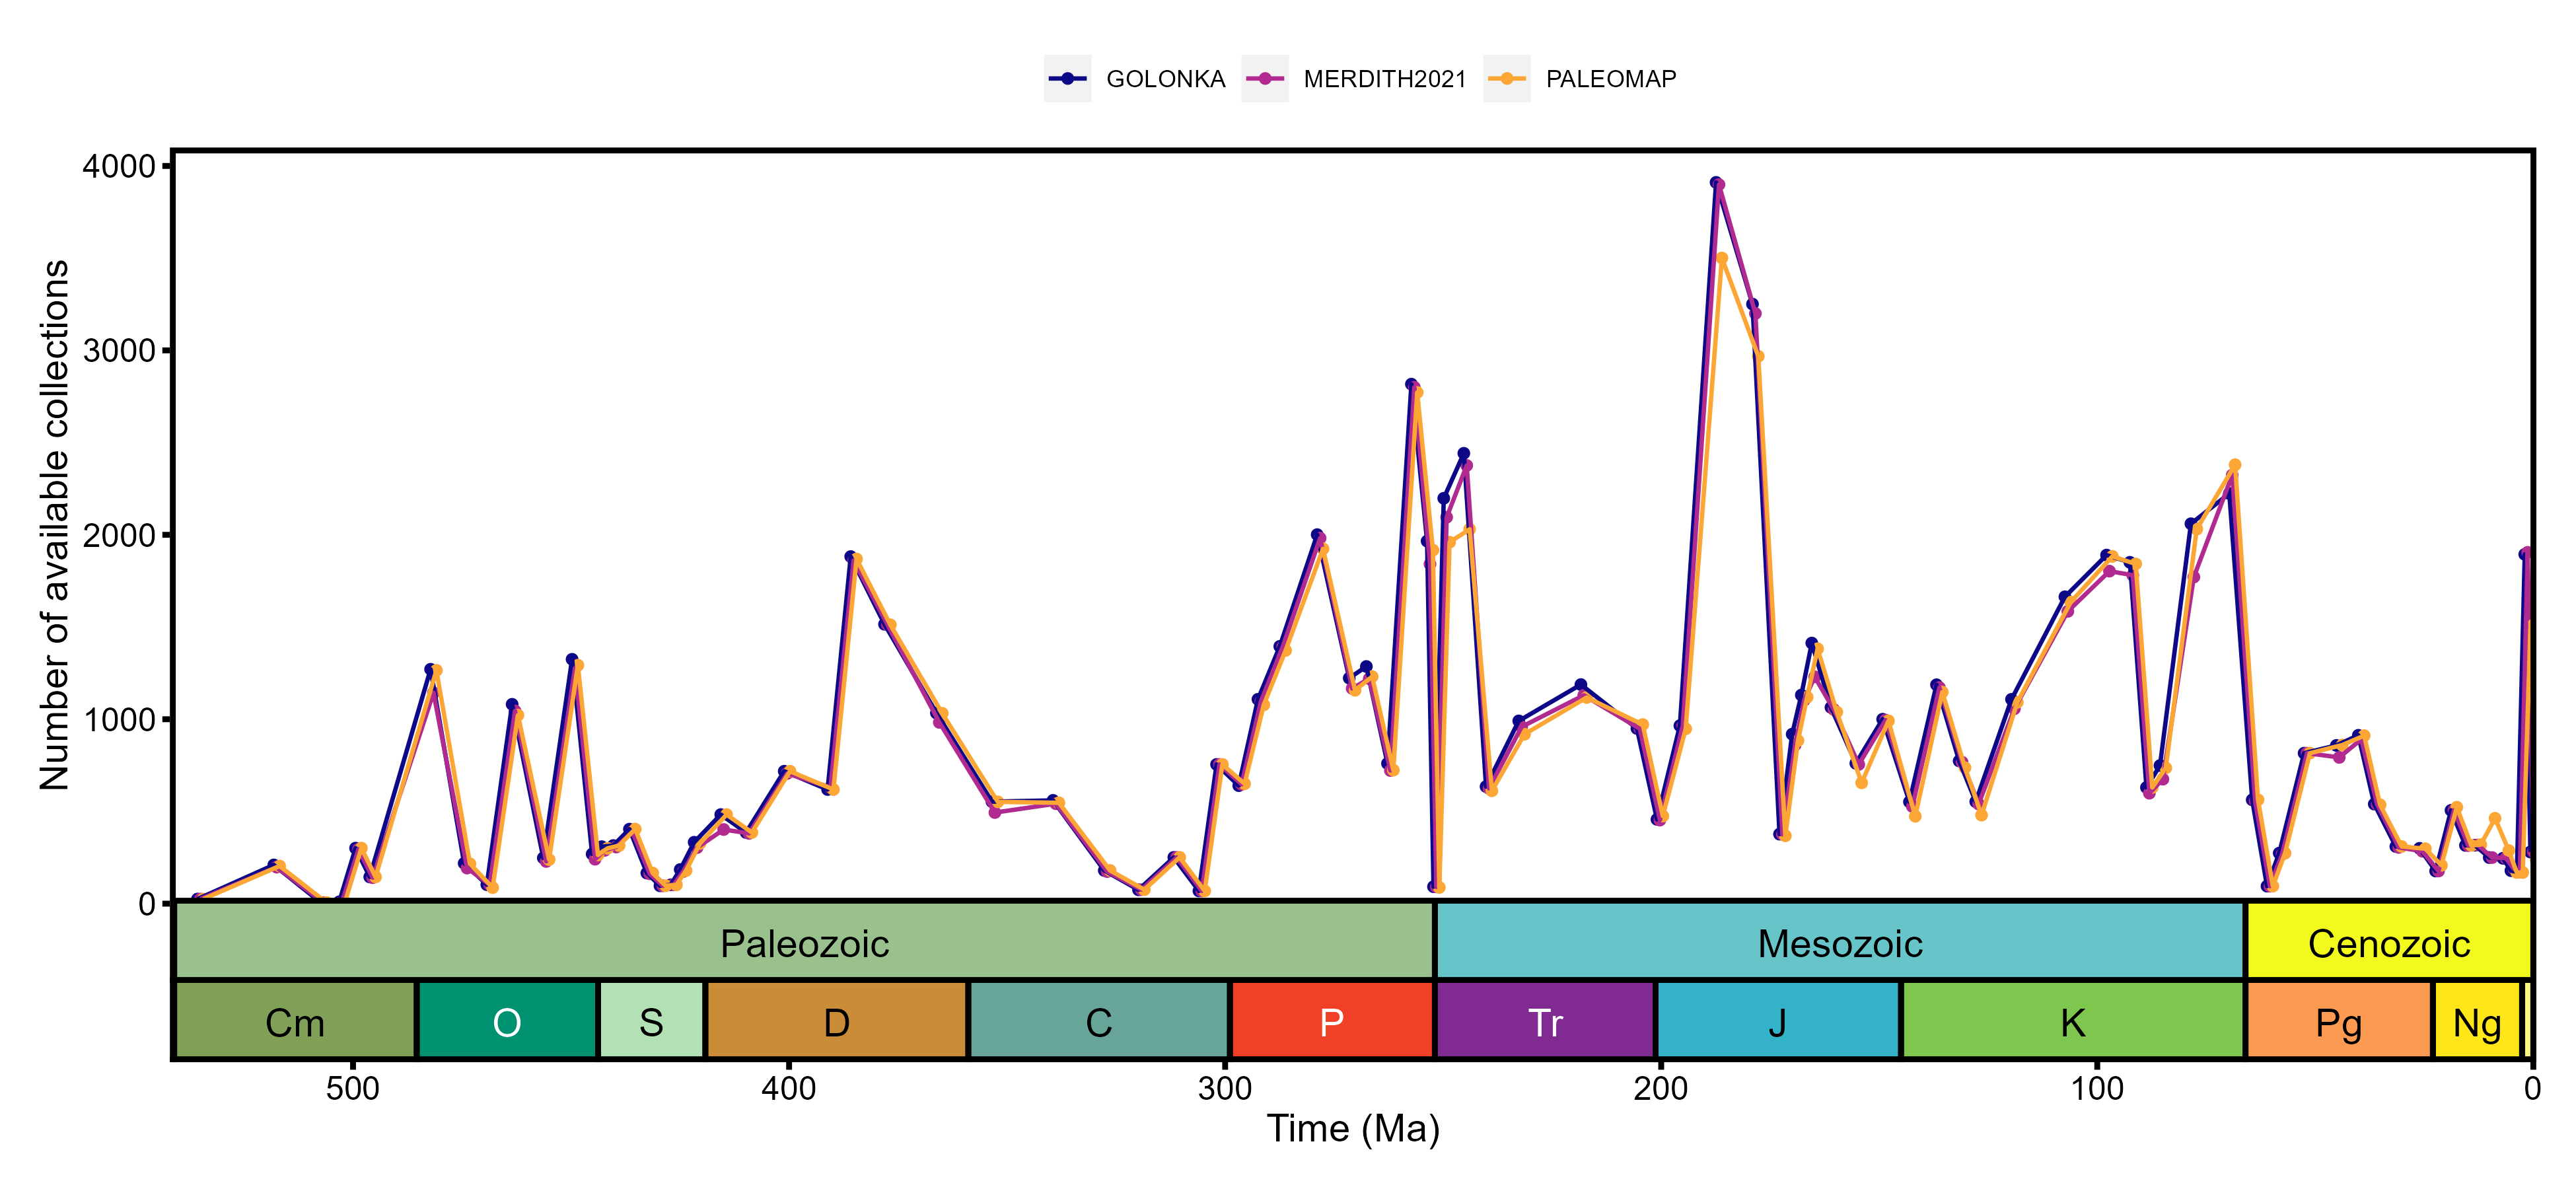 GOLONKA MERDITH2021 PALEOMAP
Number of available collections
4000
3000
2000
1000
0
Paleozoic Mesozoic Cenozoic
Cm O S D C P Tr J K Pg Ng
500 400 300 200 100 0
Time (Ma)